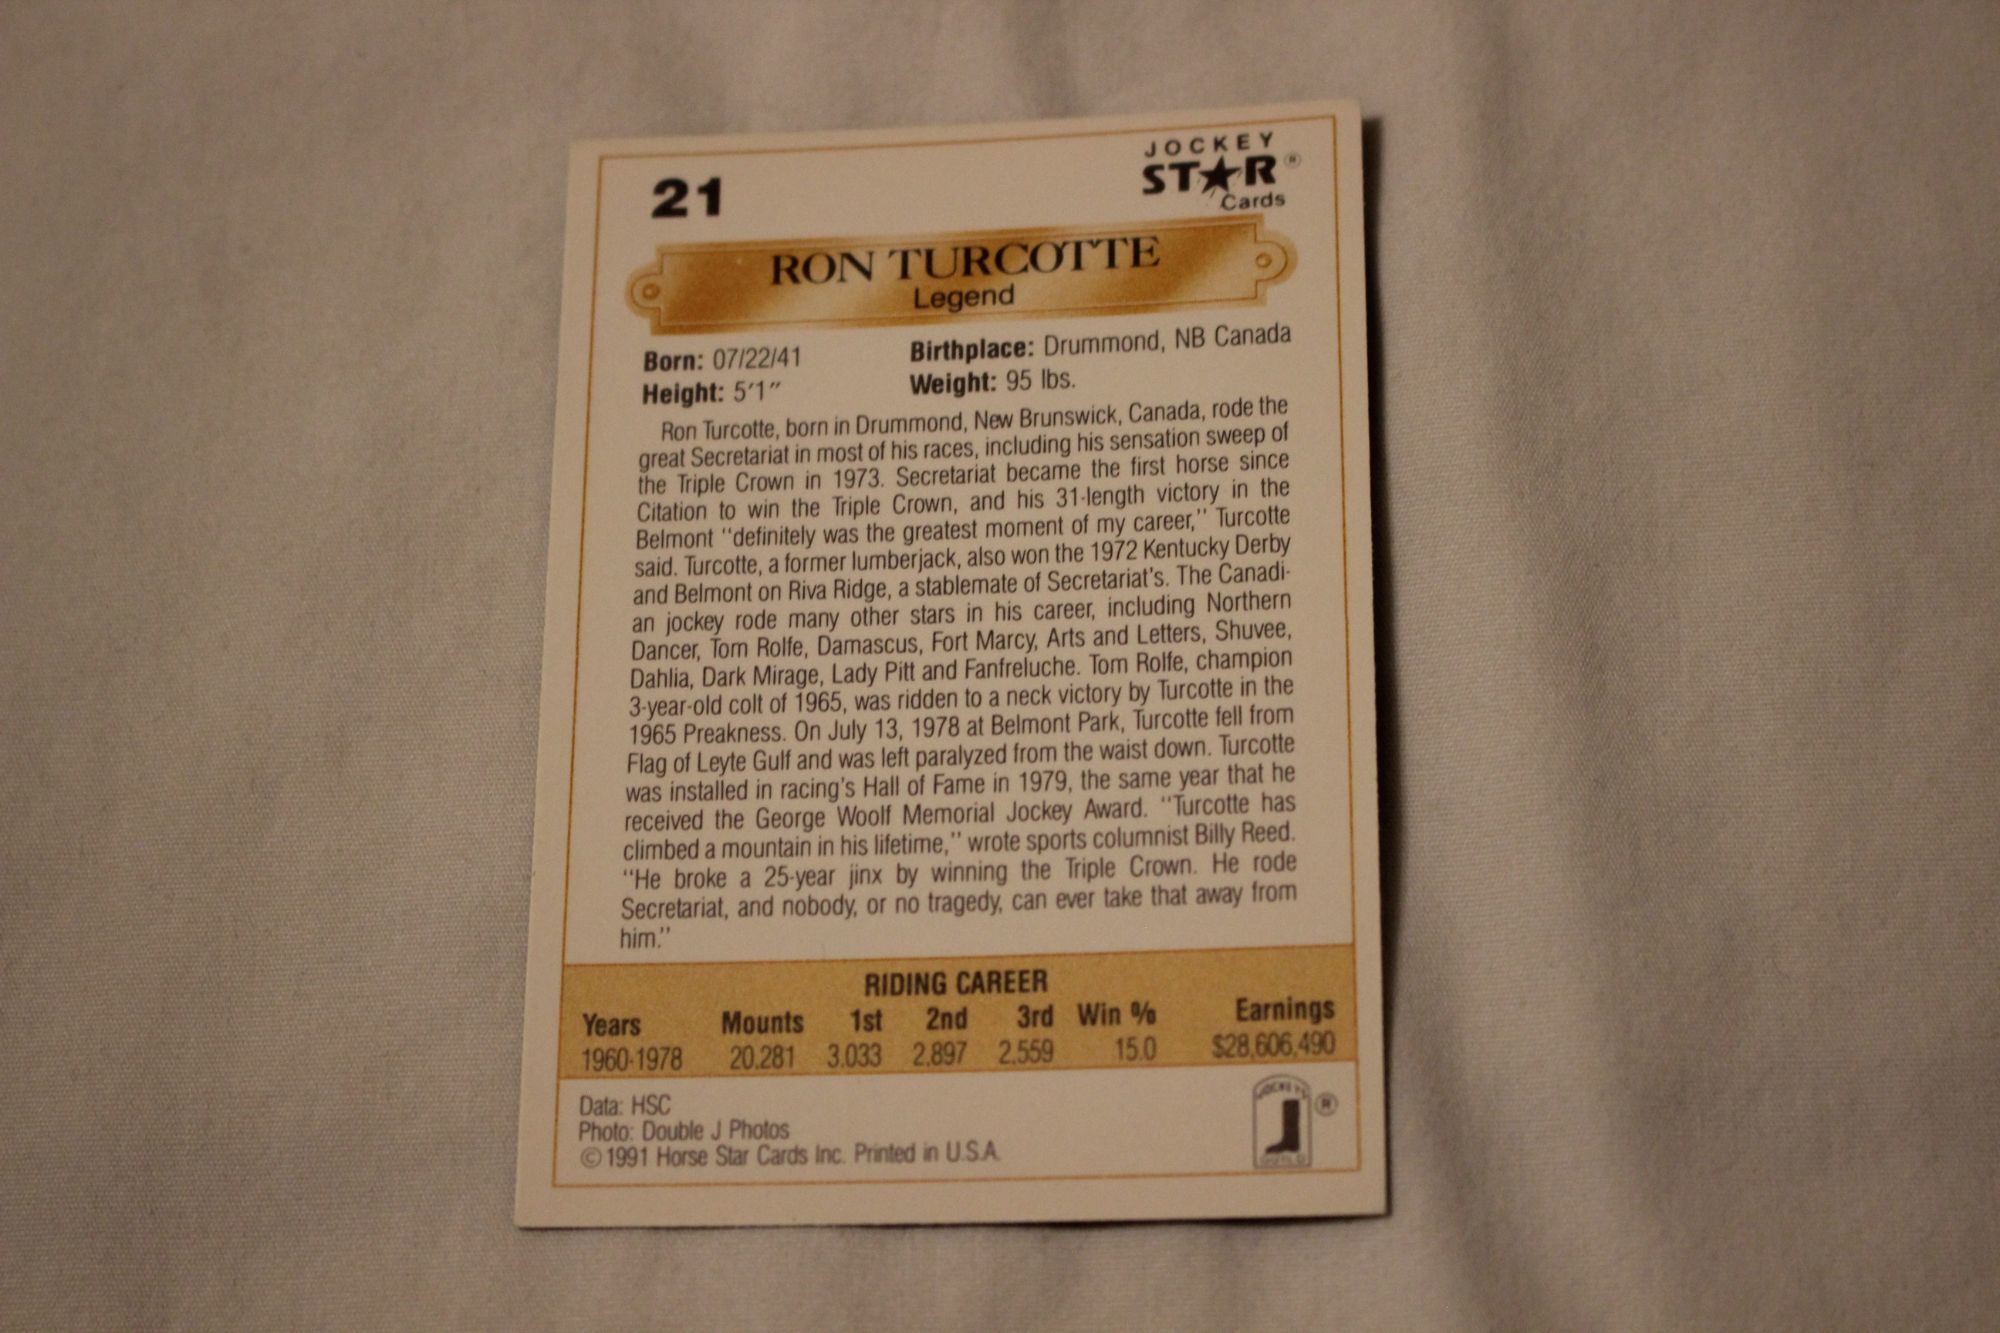 21
JOCKEY
STAR ®
Cards
RON TURCOTTE
Legend
Born: 07/22/41 Birthplace: Drummond, NB Canada
Height: 5'1" Weight: 95 lbs.
Ron Turcotte, born in Drummond, New Brunswick, Canada, rode the
great Secretariat in most of his races, including his sensation sweep of
the Triple Crown in 1973. Secretariat became the first horse since
Citation to win the Triple Crown, and his 31-length victory in the
Belmont "definitely was the greatest moment of my career," Turcotte
said. Turcotte, a former lumberjack, also won the 1972 Kentucky Derby
and Belmont on Riva Ridge, a stablemate of Secretariat's. The Canadi-
an jockey rode many other stars in his career, including Northern
Dancer, Tom Rolfe, Damascus, Fort Marcy, Arts and Letters, Shuvee,
Dahlia, Dark Mirage, Lady Pitt and Fanfreluche. Tom Rolfe, champion
3-year-old colt of 1965, was ridden to a neck victory by Turcotte in the
1965 Preakness. On July 13, 1978 at Belmont Park, Turcotte fell from
Flag of Leyte Gulf and was left paralyzed from the waist down. Turcotte
was installed in racing's Hall of Fame in 1979, the same year that he
received the George Woolf Memorial Jockey Award. "Turcotte has
climbed a mountain in his lifetime," wrote sports columnist Billy Reed.
"He broke a 25-year jinx by winning the Triple Crown. He rode
Secretariat, and nobody, or no tragedy, can ever take that away from
him."
RIDING CAREER
Years Mounts 1st 2nd 3rd Win % Earnings
1960-1978 20,281 3,033 2,897 2,559 15.0 $28,606,490
Data: HSC
Photo: Double J Photos
©1991 Horse Star Cards Inc. Printed in U.S.A.
®